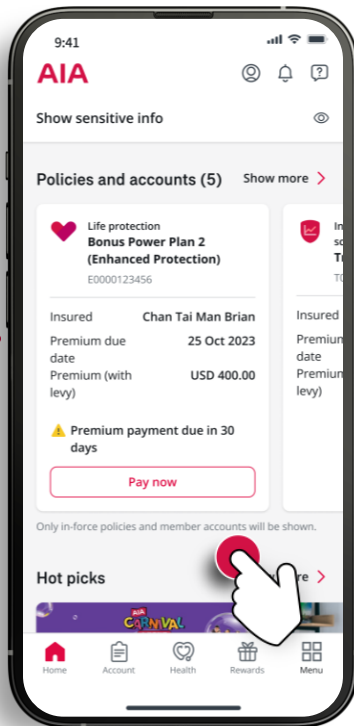 9:41
AIA
Show sensitive info
Policies and accounts (5) Show more
Life protection
Bonus Power Plan 2
(Enhanced Protection)
E0000123456
Insured Chan Tai Man Brian
Premium due date 25 Oct 2023
Premium (with levy) USD 400.00
Premium payment due in 30
days
Pay now
Insured
Premium
date
Premium
levy)
Only in-force policies and member accounts will be shown.
Hot picks
AIA
CARNIVAL
Home Account Health Rewards Menu